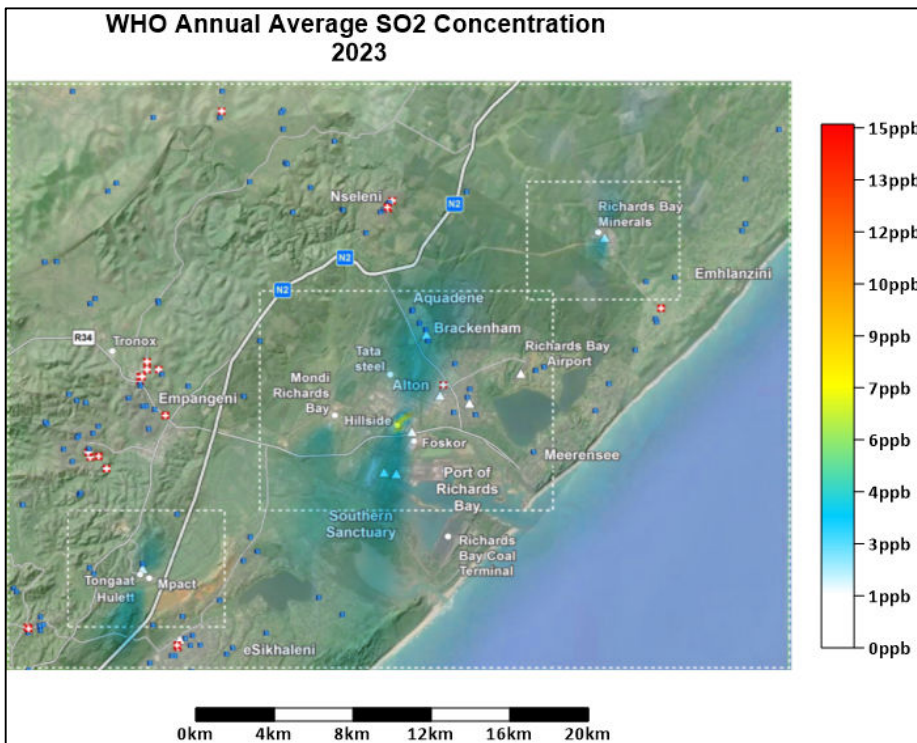 WHO Annual Average SO2 Concentration
2023
Nseleni
N2
Richards Bay
Minerals
N2
N2
Emhlanzini
Aquadene
Brackenham
R34
Tronox
Tata
steel
Richards Bay
Airport
Mondi
Richards
Bay
Alton
Empangeni
Hillside
Foskor
Meerensee
Port of
Richards
Bay
Southern
Sanctuary
Richards
Bay Coal
Terminal
Tongaat
Hulett
Mpact
eSikhaleni
15ppb
13ppb
12ppb
10ppb
9ppb
7ppb
6ppb
4ppb
3ppb
1ppb
0ppb
0km 4km 8km 12km 16km 20km